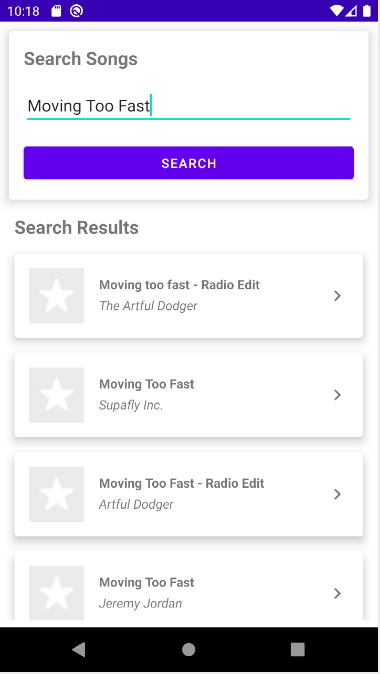 10:18
Search Songs
Moving Too Fast
SEARCH
Search Results
Moving too fast - Radio Edit
The Artful Dodger
Moving Too Fast
Supafly Inc.
Moving Too Fast - Radio Edit
Artful Dodger
Moving Too Fast
Jeremy Jordan